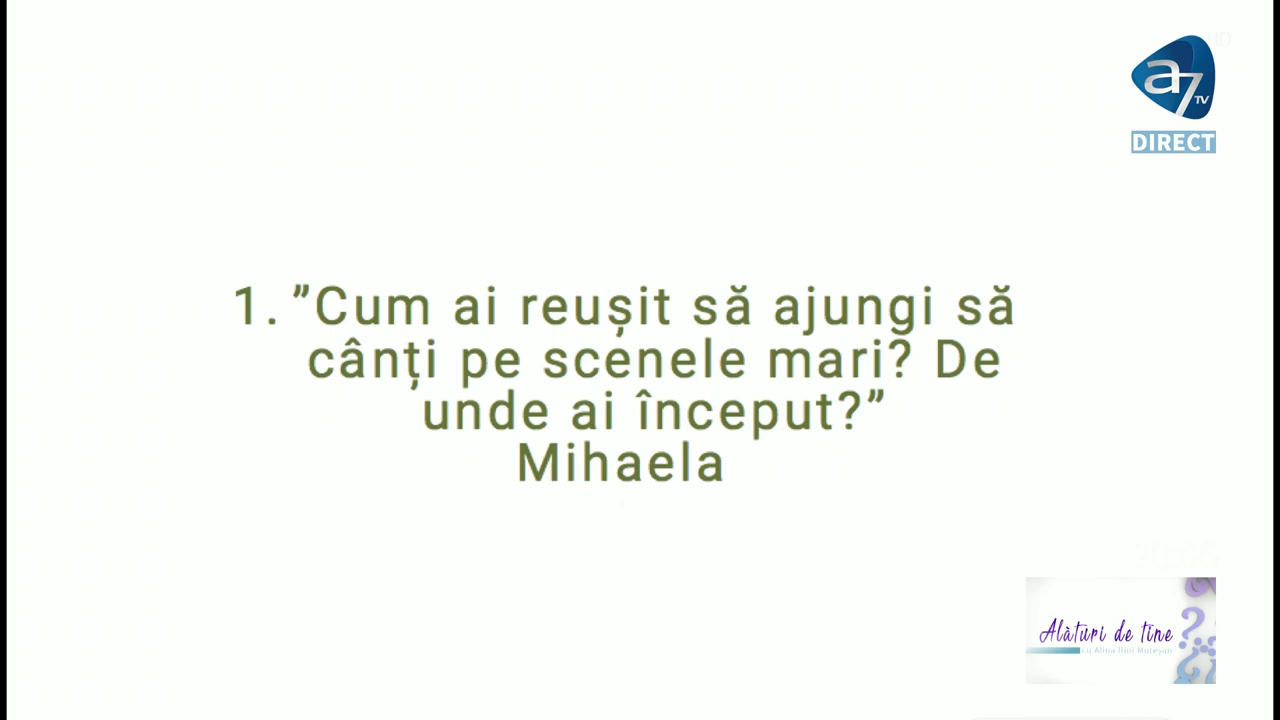 a7 TV
DIRECT
1. ”Cum ai reușit să ajungi să
cânți pe scenele mari? De
unde ai început?”
Mihaela
Alături de tine